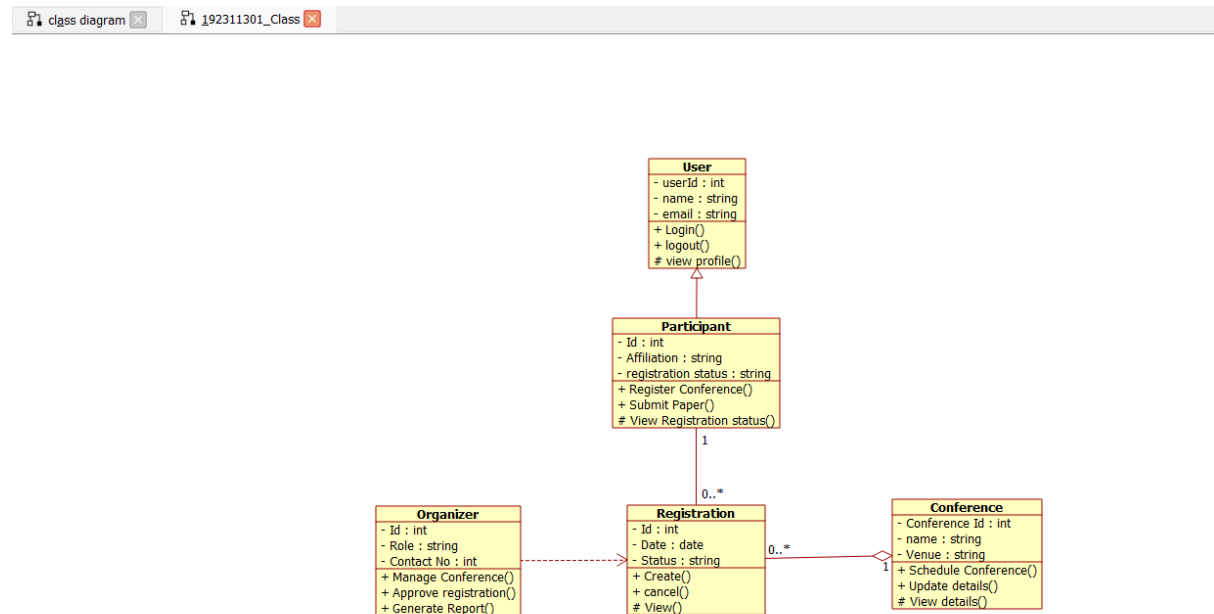 class diagram
192311301_Class
User
- userId : int
- name : string
- email : string
+ Login()
+ logout()
# view profile()
Participant
- Id : int
- Affiliation : string
- registration status : string
+ Register Conference()
+ Submit Paper()
# View Registration status()
1
0..*
Organizer
- Id : int
- Role : string
- Contact No : int
+ Manage Conference()
+ Approve registration()
+ Generate Report()
Registration
- Id : int
- Date : date
- Status : string
+ Create()
+ cancel()
# View()
0..*
1
Conference
- Conference Id : int
- name : string
- Venue : string
+ Schedule Conference()
+ Update details()
# View details()